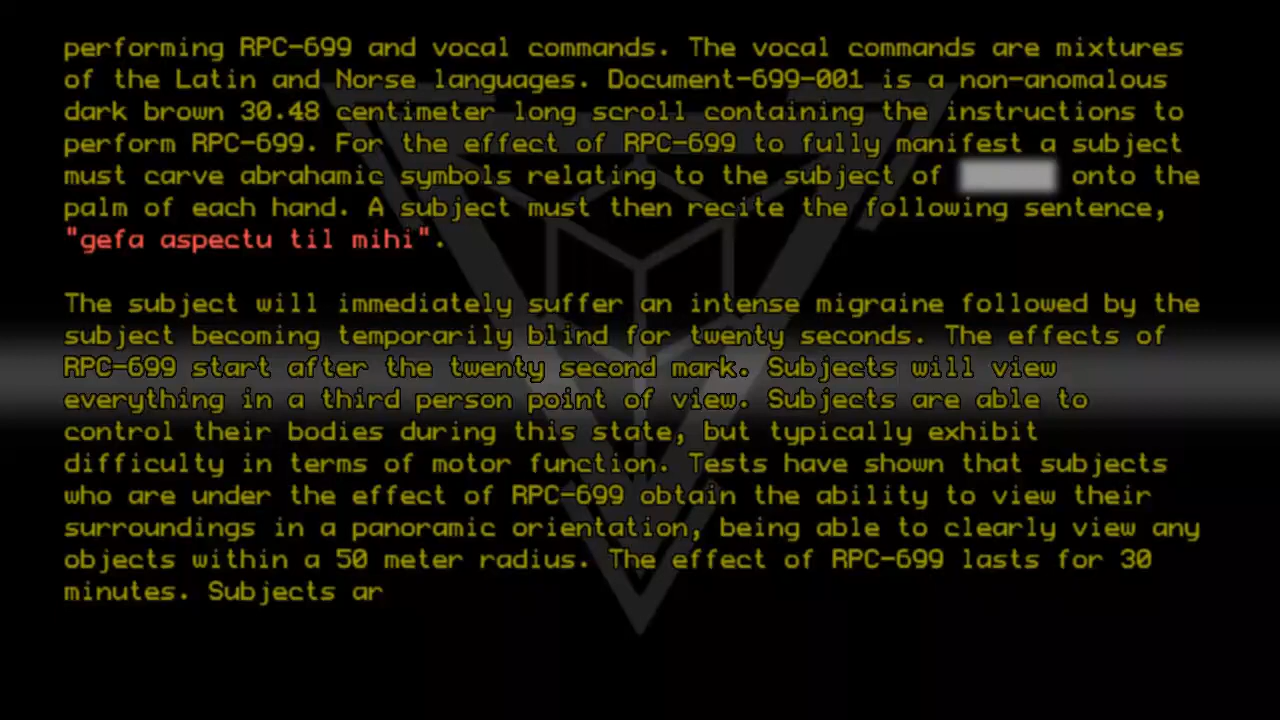 performing RPC-699 and vocal commands. The vocal commands are mixtures
of the Latin and Norse languages. Document-699-001 is a non-anomalous
dark brown 30.48 centimeter long scroll containing the instructions to
perform RPC-699. For the effect of RPC-699 to fully manifest a subject
must carve abrahamic symbols relating to the subject of onto the
palm of each hand. A subject must then recite the following sentence,
"gefa aspectu til mihi".
The subject will immediately suffer an intense migraine followed by the
subject becoming temporarily blind for twenty seconds. The effects of
RPC-699 start after the twenty second mark. Subjects will view
everything in a third person point of view. Subjects are able to
control their bodies during this state, but typically exhibit
difficulty in terms of motor function. Tests have shown that subjects
who are under the effect of RPC-699 obtain the ability to view their
surroundings in a panoramic orientation, being able to clearly view any
objects within a 50 meter radius. The effect of RPC-699 lasts for 30
minutes. Subjects ar